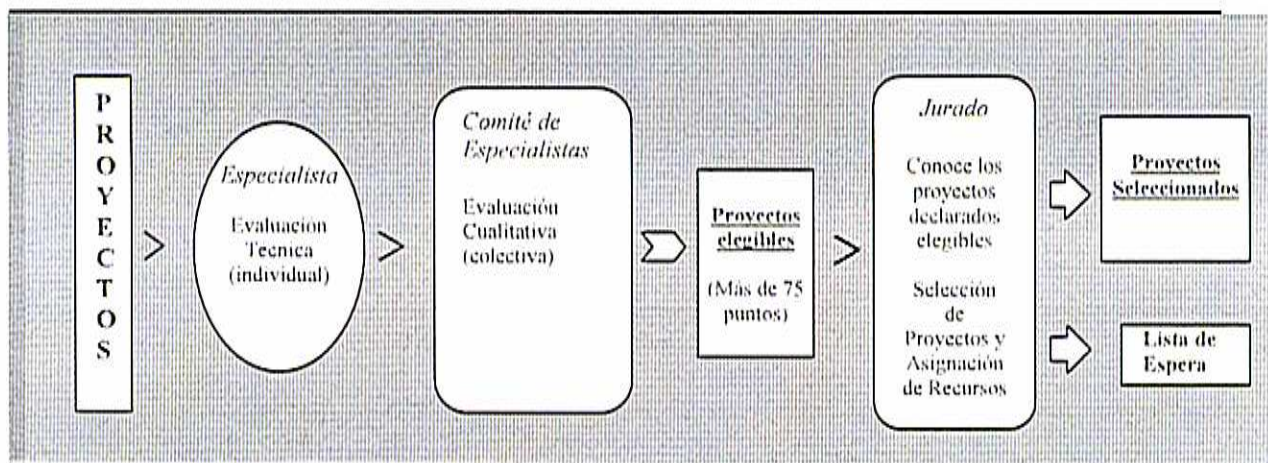 P
R
O
Y
E
C
T
O
S
Especialista
Evaluación
Tecnica
(individual)
Comité de
Especialistas
Evaluación
Cualitativa
(colectiva)
Proyectos
elegibles
(Más de 75
puntos)
Jurado
Conoce los
proyectos
declarados
elegibles
Selección
de
Proyectos y
Asignación
de Recursos
Proyectos
Seleccionados
Lista de
Espera